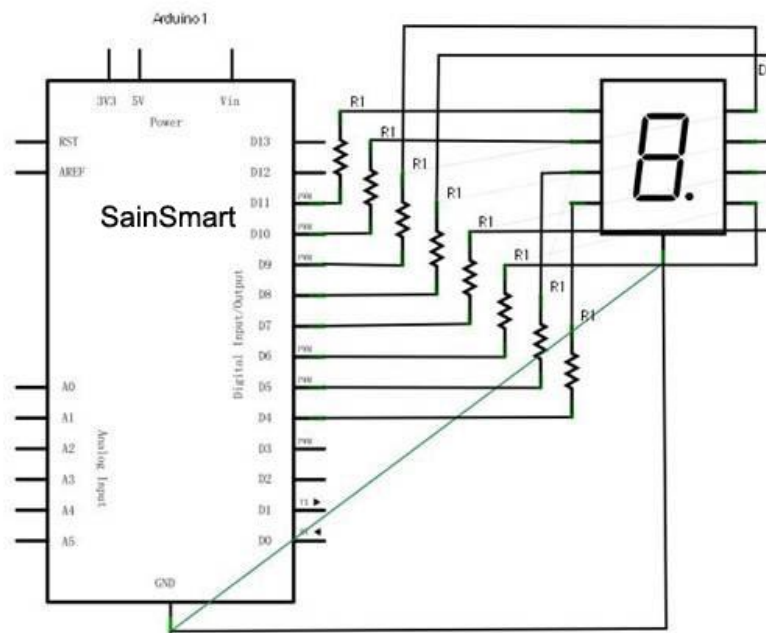 Arduino1
3V3 5V Vin
Power
RST
AREF
SainSmart
D13
D12
D11 PWM
D10 PWM
D9 PWM
D8
D7
D6 PWM
D5 PWM
D4
D3 PWM
D2
D1
D0
Digital Input/Output
A0
A1
A2
A3
A4
A5
Analog Input
GND
R1
R1
R1
R1
R1
R1
R1
R1
D